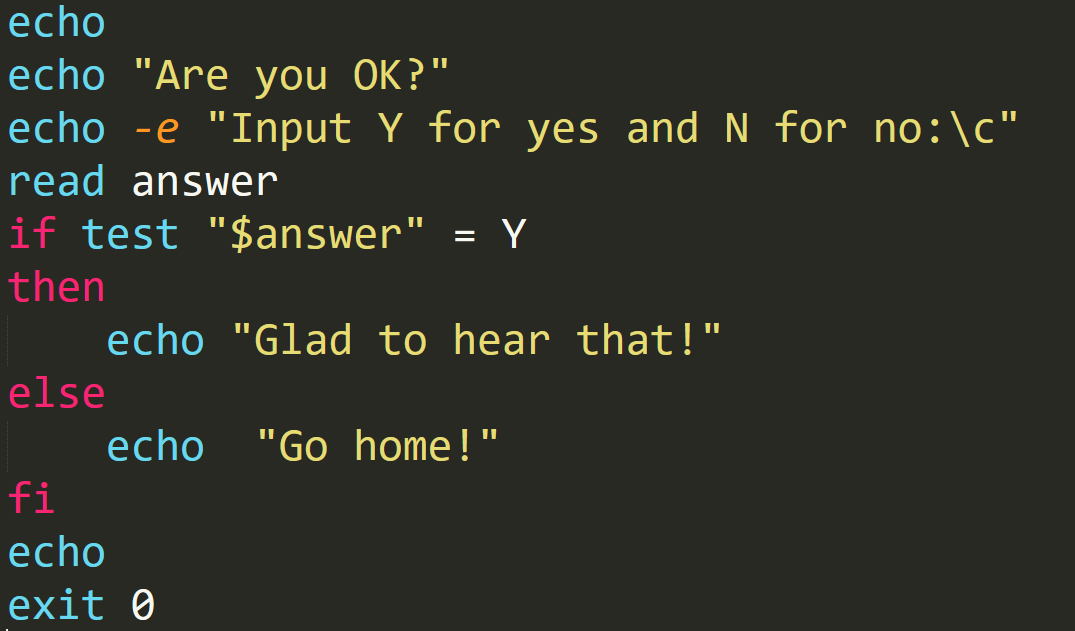 echo
echo "Are you OK?"
echo -e "Input Y for yes and N for no:\c"
read answer
if test "$answer" = Y
then
    echo "Glad to hear that!"
else
    echo  "Go home!"
fi
echo
exit 0